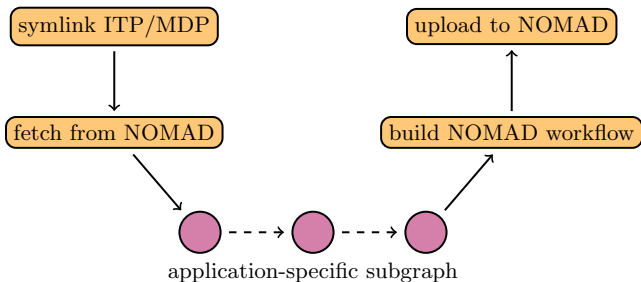 symlink ITP/MDP
upload to NOMAD
fetch from NOMAD
build NOMAD workflow
application-specific subgraph